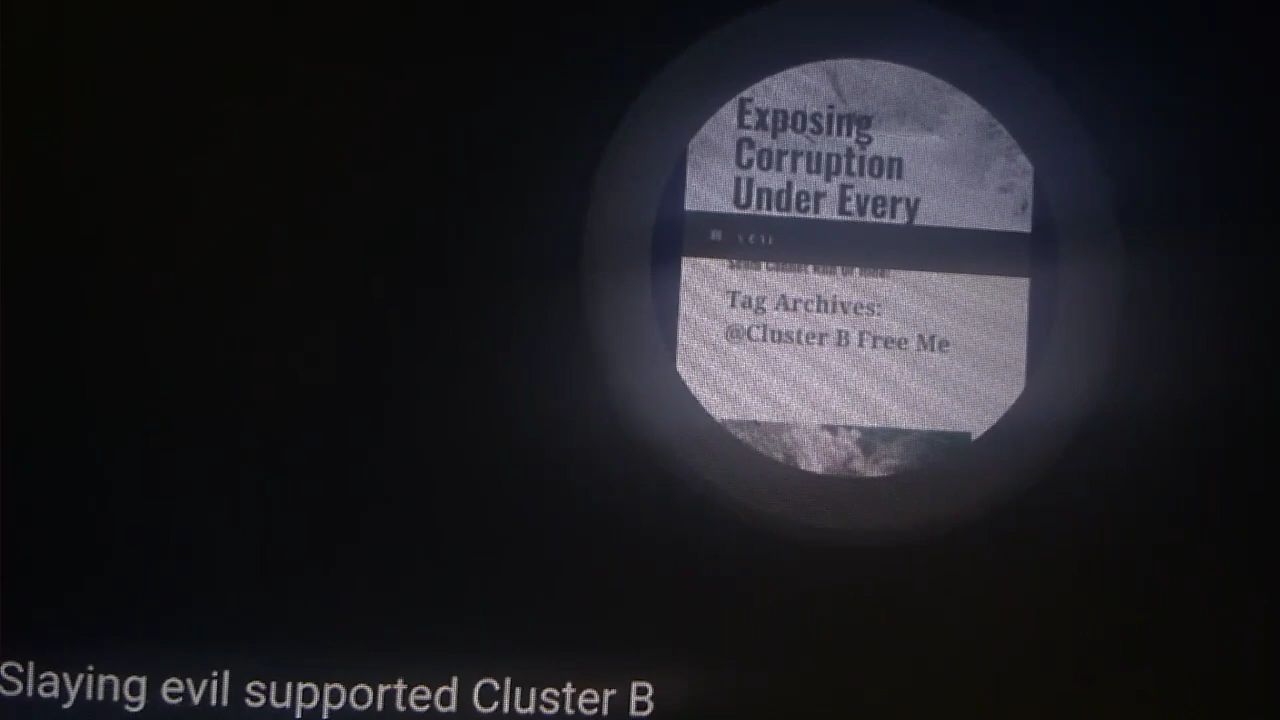 Exposing
Corruption
Under Every
Tag Archives:
@Cluster B Free Me
Slaying evil supported Cluster B